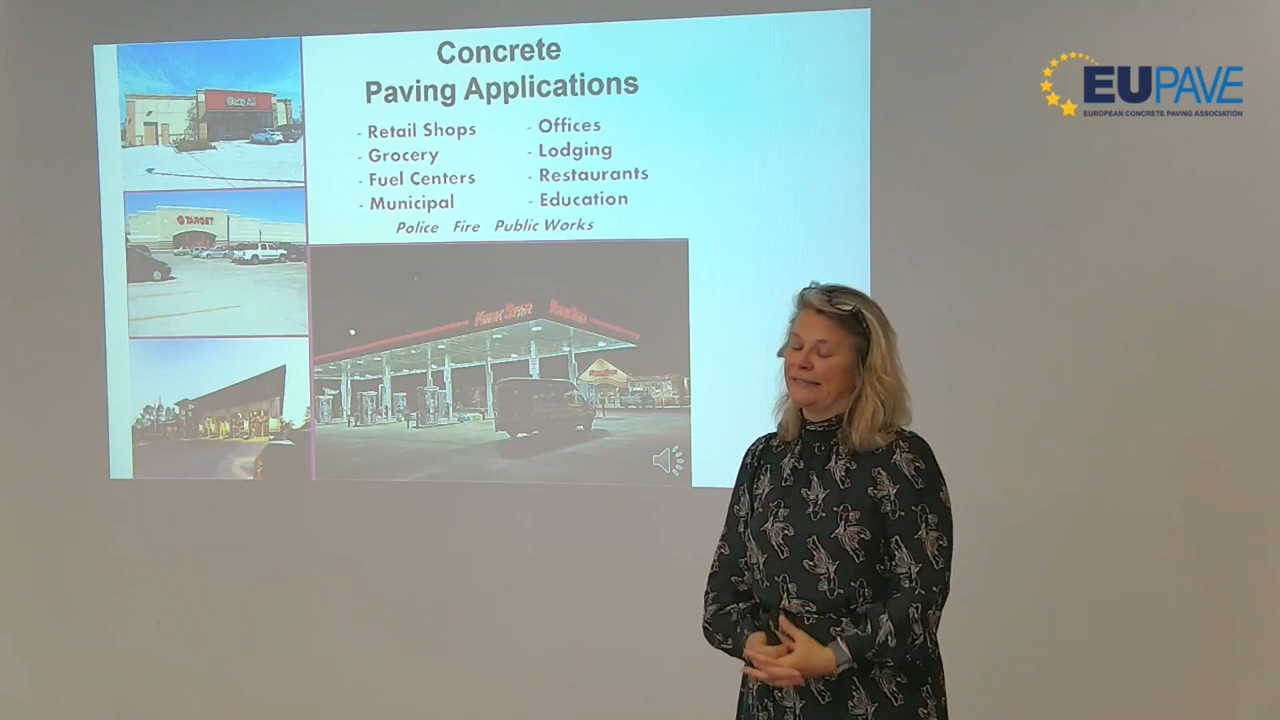 Concrete
Paving Applications
- Retail Shops
- Grocery
- Fuel Centers
- Municipal
- Offices
- Lodging
- Restaurants
- Education
Police Fire Public Works
TARGET
EUPAVE
EUROPEAN CONCRETE PAVING ASSOCIATION